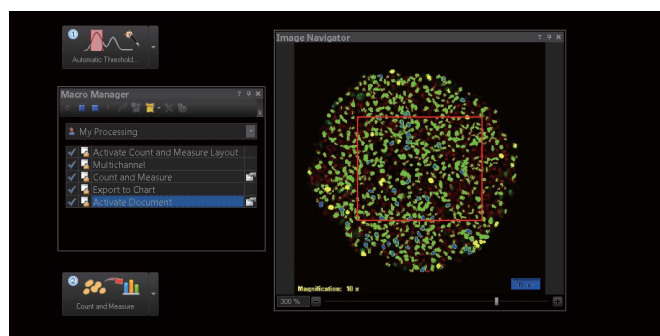 1
Automatic Threshold...
Macro Manager
My Processing
Activate Count and Measure Layout
Multichannel
Count and Measure
Export to Chart
Activate Document
2
Count and Measure
Image Navigator
Magnification: 10 x
300 %